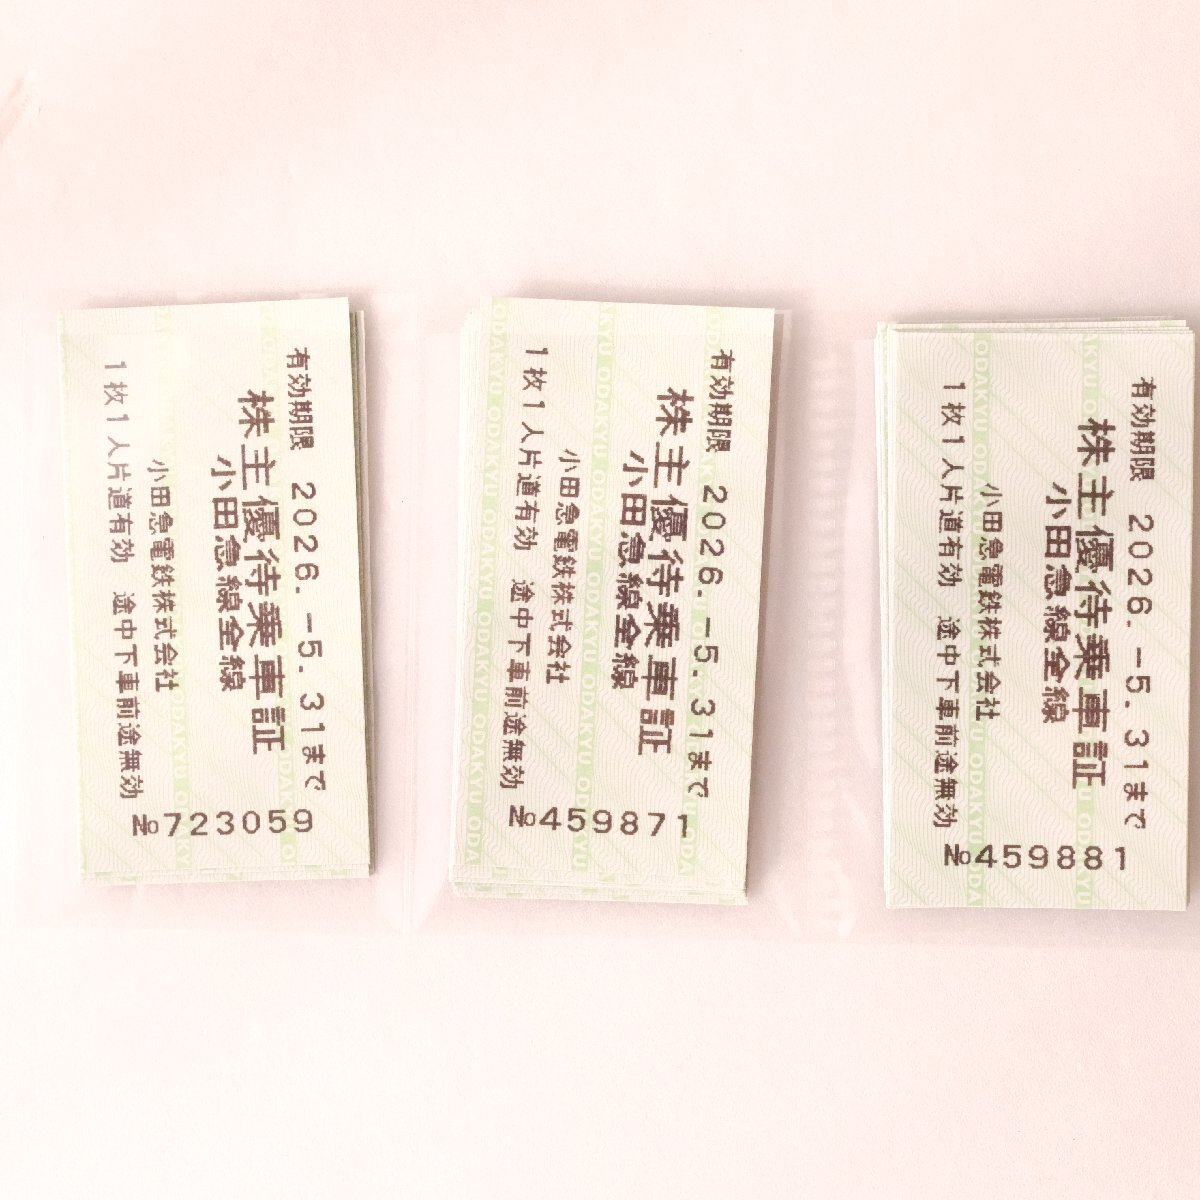 有効期限 2026.-5.31まで
株主優待乗車証
小田急線全線
小田急電鉄株式会社
1枚1人片道有効 途中下車前途無効
№723059
有効期限 2026.-5.31まで
株主優待乗車証
小田急線全線
小田急電鉄株式会社
1枚1人片道有効 途中下車前途無効
№459871
有効期限 2026.-5.31まで
株主優待乗車証
小田急線全線
小田急電鉄株式会社
1枚1人片道有効 途中下車前途無効
№459881
ODAKYU ODAKYU ODAKYU ODAKYU